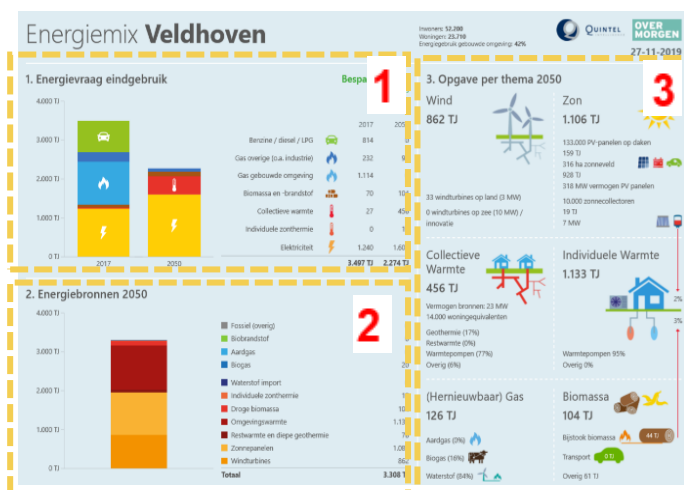 Energiemix Veldhoven
Inwoners: 52.288
Woningen: 25.710
Energiegebruik gebouwde omgeving: 42%
QUINTEL
OVER MORGEN
27-11-2019
1. Energievraag eindgebruik
1
4.000 TJ
3.000 TJ
2.000 TJ
1.000 TJ
0 TJ
2017
2050
2017
Benzine / diesel / LPG 814
Gas overige (o.a. industrie) 232
Gas gebouwde omgeving 1.114
Biomassa en -brandstof 70
Collectieve warmte 27
Individuele zonthermie 0
Elektriciteit 1.240
3.497 TJ 2.274 TJ
2. Energiebronnen 2050
2
4.000 TJ
3.000 TJ
2.000 TJ
1.000 TJ
0 TJ
Fossiel (overig)
Biobrandstof
Aardgas
Biogas
Waterstof import
Individuele zonthermie
Droge biomassa
Omgevingswarmte
Restwarmte en diepe geothermie
Zonnepanelen
Windturbines 862
Totaal 3.308
3. Opgave per thema 2050
3
Wind
862 TJ
33 windturbines op land (3 MW)
0 windturbines op zee (10 MW) /
innovatie
Zon
1.106 TJ
133.000 PV-panelen op daken
159 TJ
316 ha zonneveld
928 TJ
318 MW vermogen PV panelen
10.000 zonnecollectoren
19 TJ
7 MW
Collectieve
Warmte
456 TJ
Vermogen bronnen: 23 MW
14.000 woningequivalenten
Geothermie (17%)
Restwarmte (0%)
Warmtepompen (77%)
Overig (6%)
Individuele Warmte
1.133 TJ
2%
3%
Warmtepompen 95%
Overig 0%
(Hernieuwbaar) Gas
126 TJ
Aardgas (0%)
Biogas (16%)
Waterstof (84%)
Biomassa
104 TJ
Bijstook biomassa 44 TJ
Transport 0 TJ
Overig 61 TJ